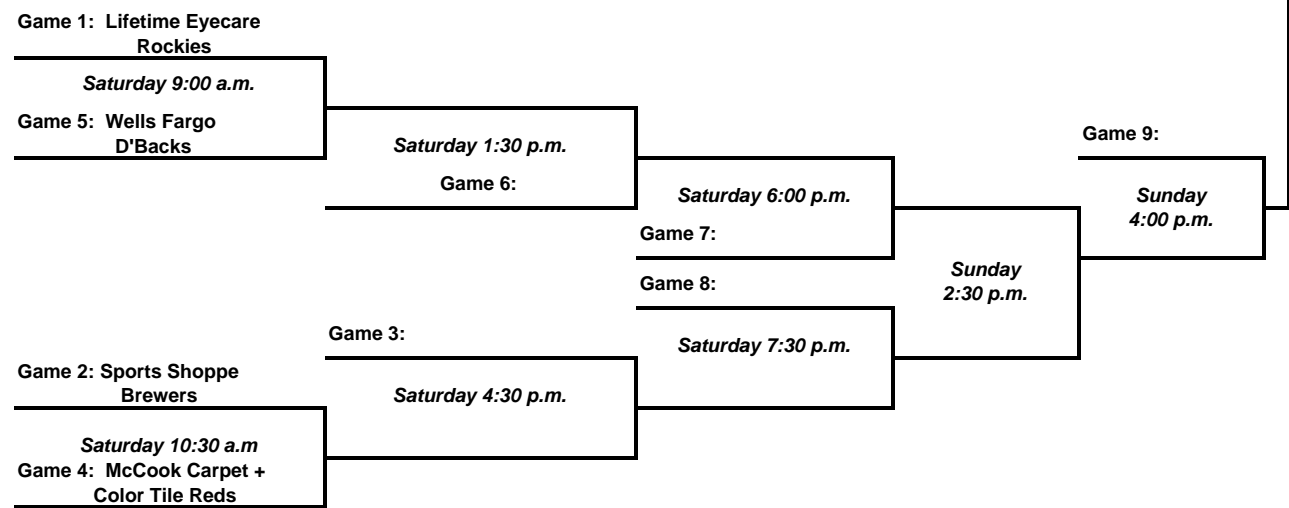 Game 1:  Lifetime Eyecare
Rockies
Saturday 9:00 a.m.
Game 5:  Wells Fargo
D'Backs
Saturday 1:30 p.m.
Game 6:
Saturday 6:00 p.m.
Game 7:
Game 8:
Saturday 7:30 p.m.
Sunday
2:30 p.m.
Game 9:
Sunday
4:00 p.m.
Game 3:
Saturday 4:30 p.m.
Game 2: Sports Shoppe
Brewers
Saturday 10:30 a.m
Game 4:  McCook Carpet +
Color Tile Reds